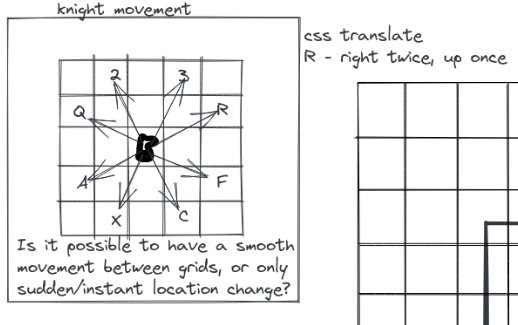 knight movement
css translate
R - right twice, up once
2 3
Q R
A F
X C
Is it possible to have a smooth
movement between grids, or only
sudden/instant location change?